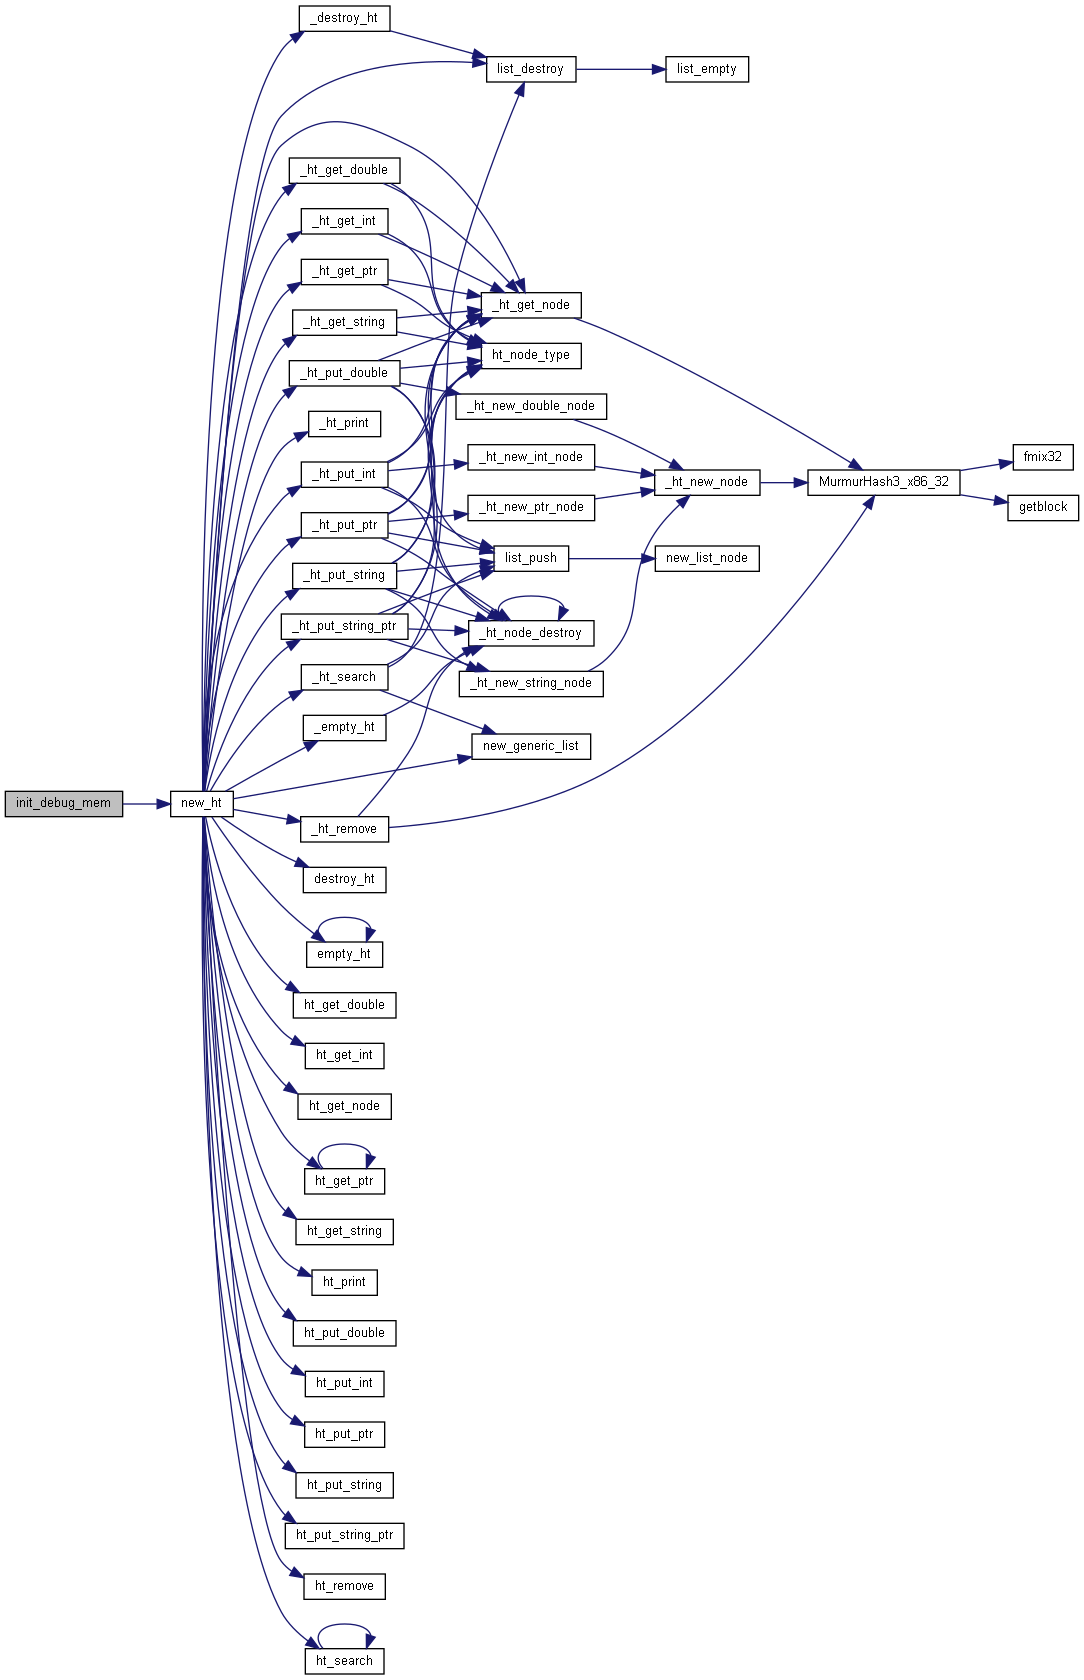 _destroy_ht
list_destroy
list_empty
_ht_get_double
_ht_get_int
_ht_get_ptr
_ht_get_node
_ht_get_string
ht_node_type
_ht_put_double
_ht_new_double_node
_ht_print
_ht_new_int_node
fmix32
_ht_put_int
_ht_new_node
MurmurHash3_x86_32
_ht_new_ptr_node
getblock
_ht_put_ptr
list_push
new_list_node
_ht_put_string
_ht_put_string_ptr
_ht_node_destroy
_ht_search
_ht_new_string_node
_empty_ht
new_generic_list
init_debug_mem
new_ht
_ht_remove
destroy_ht
empty_ht
ht_get_double
ht_get_int
ht_get_node
ht_get_ptr
ht_get_string
ht_print
ht_put_double
ht_put_int
ht_put_ptr
ht_put_string
ht_put_string_ptr
ht_remove
ht_search